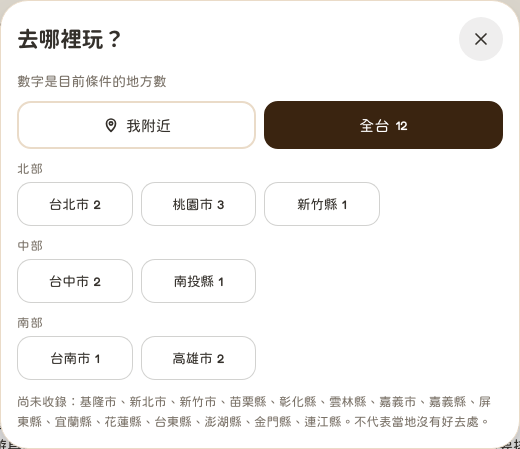 去哪裡玩？
數字是目前條件的地方數
我附近
全台 12
北部
台北市 2
桃園市 3
新竹縣 1
中部
台中市 2
南投縣 1
南部
台南市 1
高雄市 2
尚未收錄：基隆市、新北市、新竹市、苗栗縣、彰化縣、雲林縣、嘉義市、嘉義縣、屏
東縣、宜蘭縣、花蓮縣、台東縣、澎湖縣、金門縣、連江縣。不代表當地沒有好去處。